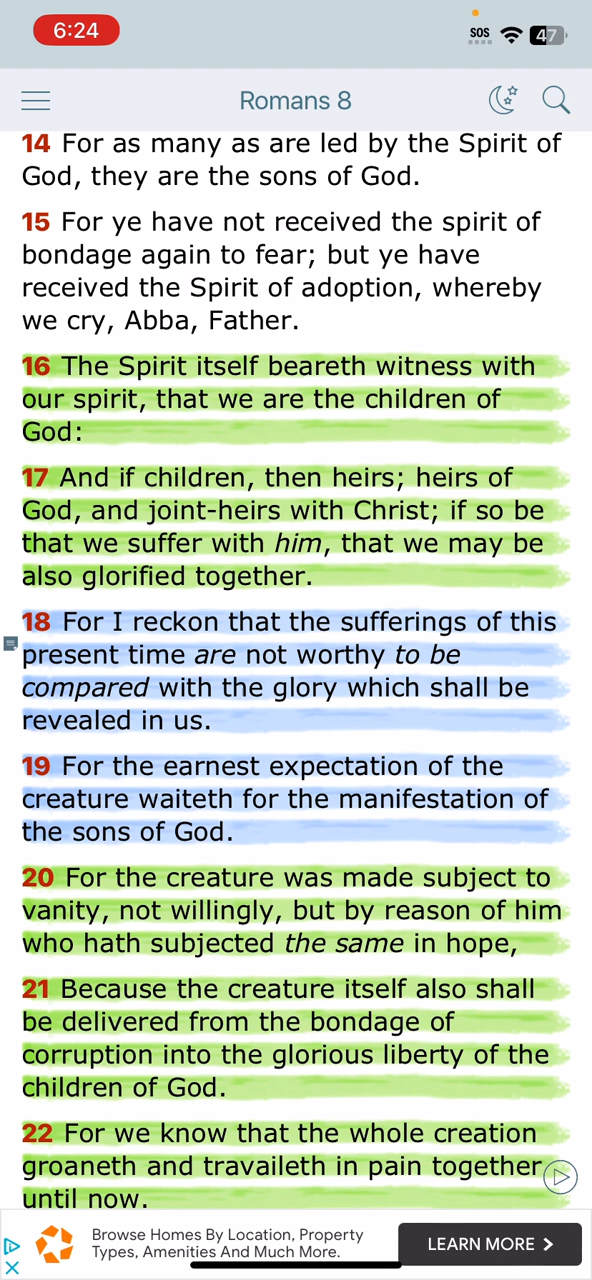 6:24
SOS
47
Romans 8
14 For as many as are led by the Spirit of
God, they are the sons of God.
15 For ye have not received the spirit of
bondage again to fear; but ye have
received the Spirit of adoption, whereby
we cry, Abba, Father.
16 The Spirit itself beareth witness with
our spirit, that we are the children of
God:
17 And if children, then heirs; heirs of
God, and joint-heirs with Christ; if so be
that we suffer with him, that we may be
also glorified together.
18 For I reckon that the sufferings of this
present time are not worthy to be
compared with the glory which shall be
revealed in us.
19 For the earnest expectation of the
creature waiteth for the manifestation of
the sons of God.
20 For the creature was made subject to
vanity, not willingly, but by reason of him
who hath subjected the same in hope,
21 Because the creature itself also shall
be delivered from the bondage of
corruption into the glorious liberty of the
children of God.
22 For we know that the whole creation
groaneth and travaileth in pain together
until now.
Browse Homes By Location, Property
Types, Amenities And Much More.
LEARN MORE